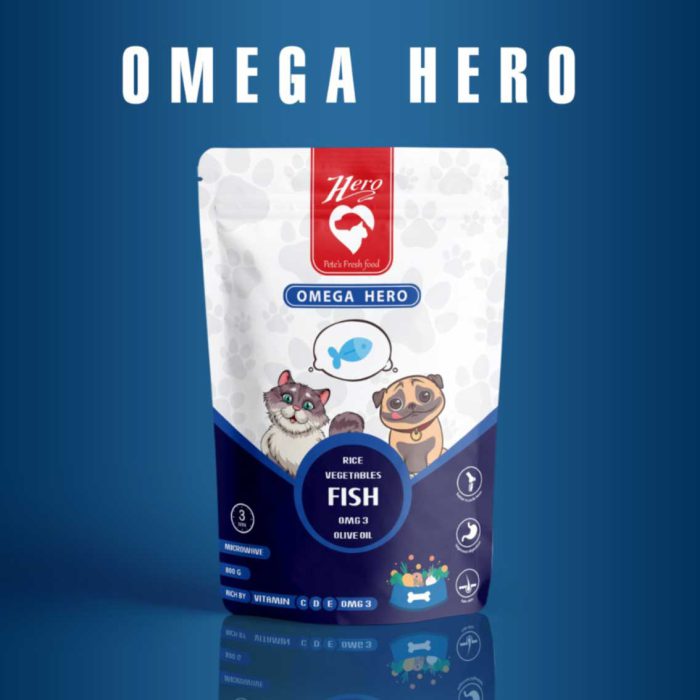 OMEGA HERO
Hero
Pete's Fresh food
OMEGA HERO
RICE
VEGETABLES
FISH
OMG 3
OLIVE OIL
3
MICROWAVE
800 G
RICH BY VITAMIN C D E OMG 3